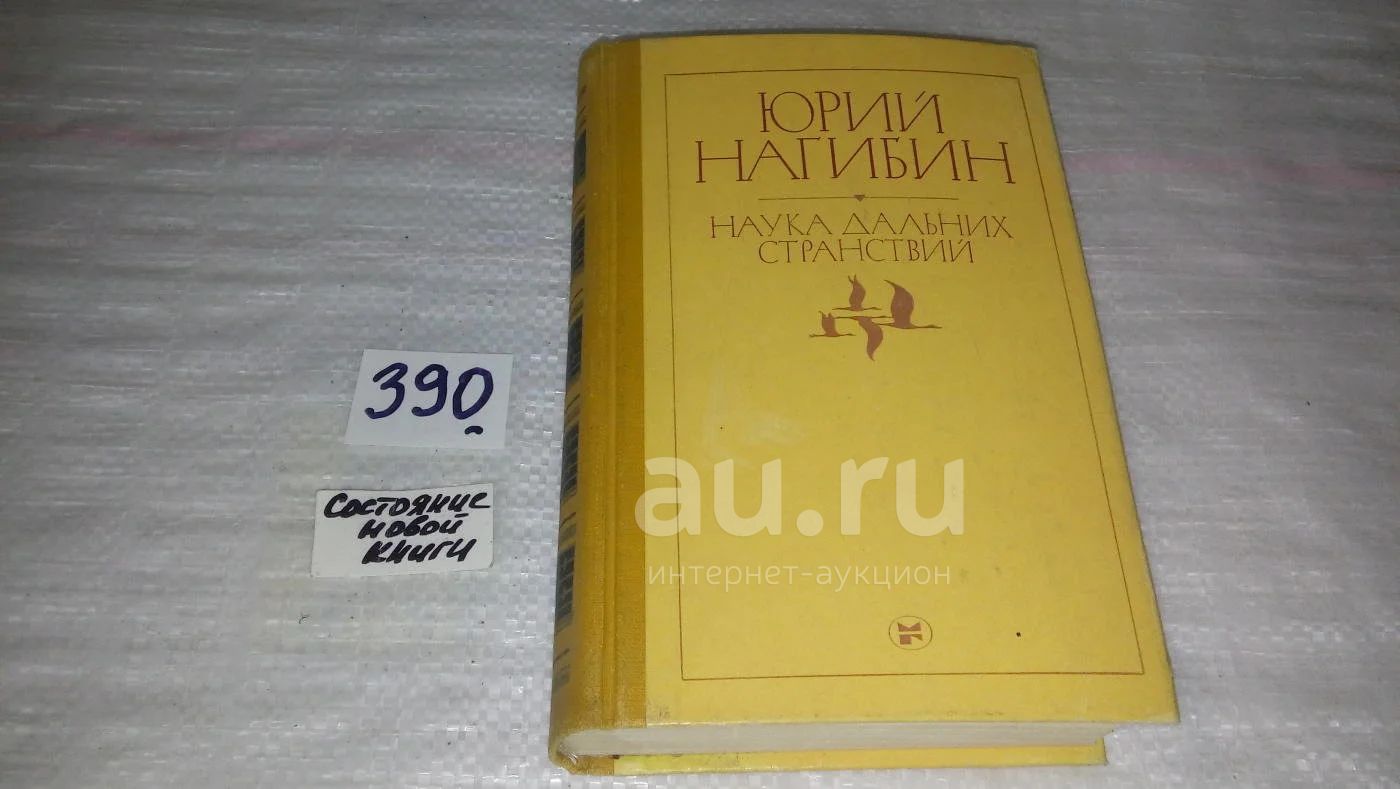 ЮРИЙ
НАГИБИН
НАУКА ДАЛЬНИХ
СТРАНСТВИЙ
390
Состояние
новой
книги
au.ru
интернет-аукцион